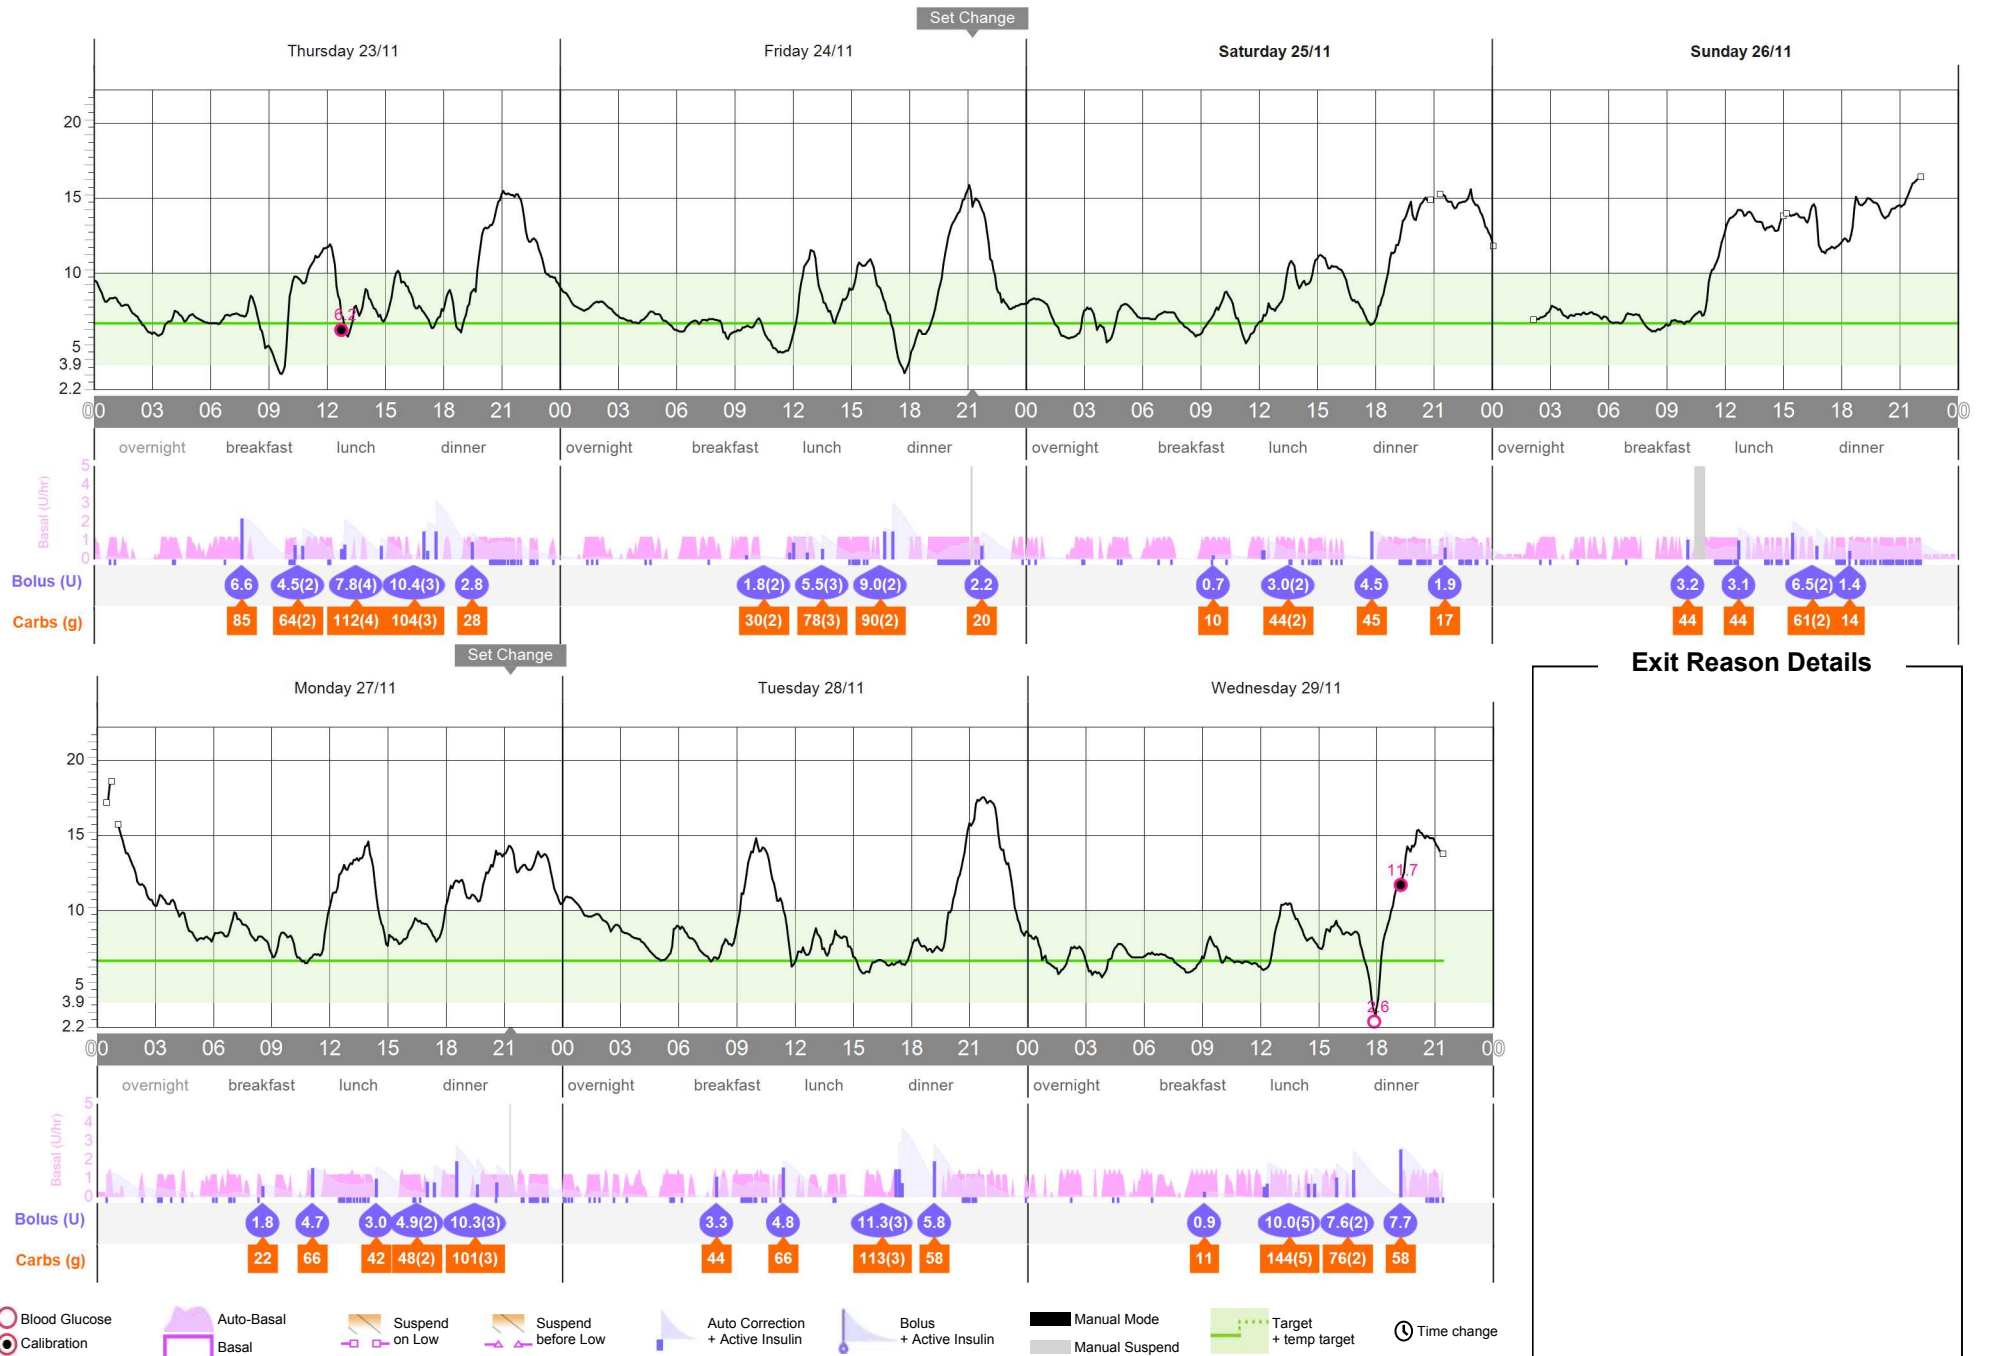 Set Change
Thursday 23/11 Friday 24/11 Saturday 25/11 Sunday 26/11
20
15
10
5
3.9
2.2
6.2
00 03 06 09 12 15 18 21 00 03 06 09 12 15 18 21 00 03 06 09 12 15 18 21 00 03 06 09 12 15 18 21 00
overnight breakfast lunch dinner overnight breakfast lunch dinner overnight breakfast lunch dinner overnight breakfast lunch dinner
Basal (U/hr)
5
4
3
2
1
0
Bolus (U) 6.6 4.5(2) 7.8(4) 10.4(3) 2.8 1.8(2) 5.5(3) 9.0(2) 2.2 0.7 3.0(2) 4.5 1.9 3.2 3.1 6.5(2) 1.4
Carbs (g) 85 64(2) 112(4) 104(3) 28 30(2) 78(3) 90(2) 20 10 44(2) 45 17 44 44 61(2) 14
Set Change
Exit Reason Details
Monday 27/11 Tuesday 28/11 Wednesday 29/11
20
15
10
5
3.9
2.2
11.7
2.6
00 03 06 09 12 15 18 21 00 03 06 09 12 15 18 21 00 03 06 09 12 15 18 21 00
overnight breakfast lunch dinner overnight breakfast lunch dinner overnight breakfast lunch dinner
Basal (U/hr)
5
4
3
2
1
0
Bolus (U) 1.8 4.7 3.0 4.9(2) 10.3(3) 3.3 4.8 11.3(3) 5.8 0.9 10.0(5) 7.6(2) 7.7
Carbs (g) 22 66 42 48(2) 101(3) 44 66 113(3) 58 11 144(5) 76(2) 58
Blood Glucose
Calibration
Auto-Basal
Basal
Suspend
on Low
Suspend
before Low
Auto Correction
+ Active Insulin
Bolus
+ Active Insulin
Manual Mode
Manual Suspend
Target
+ temp target
Time change